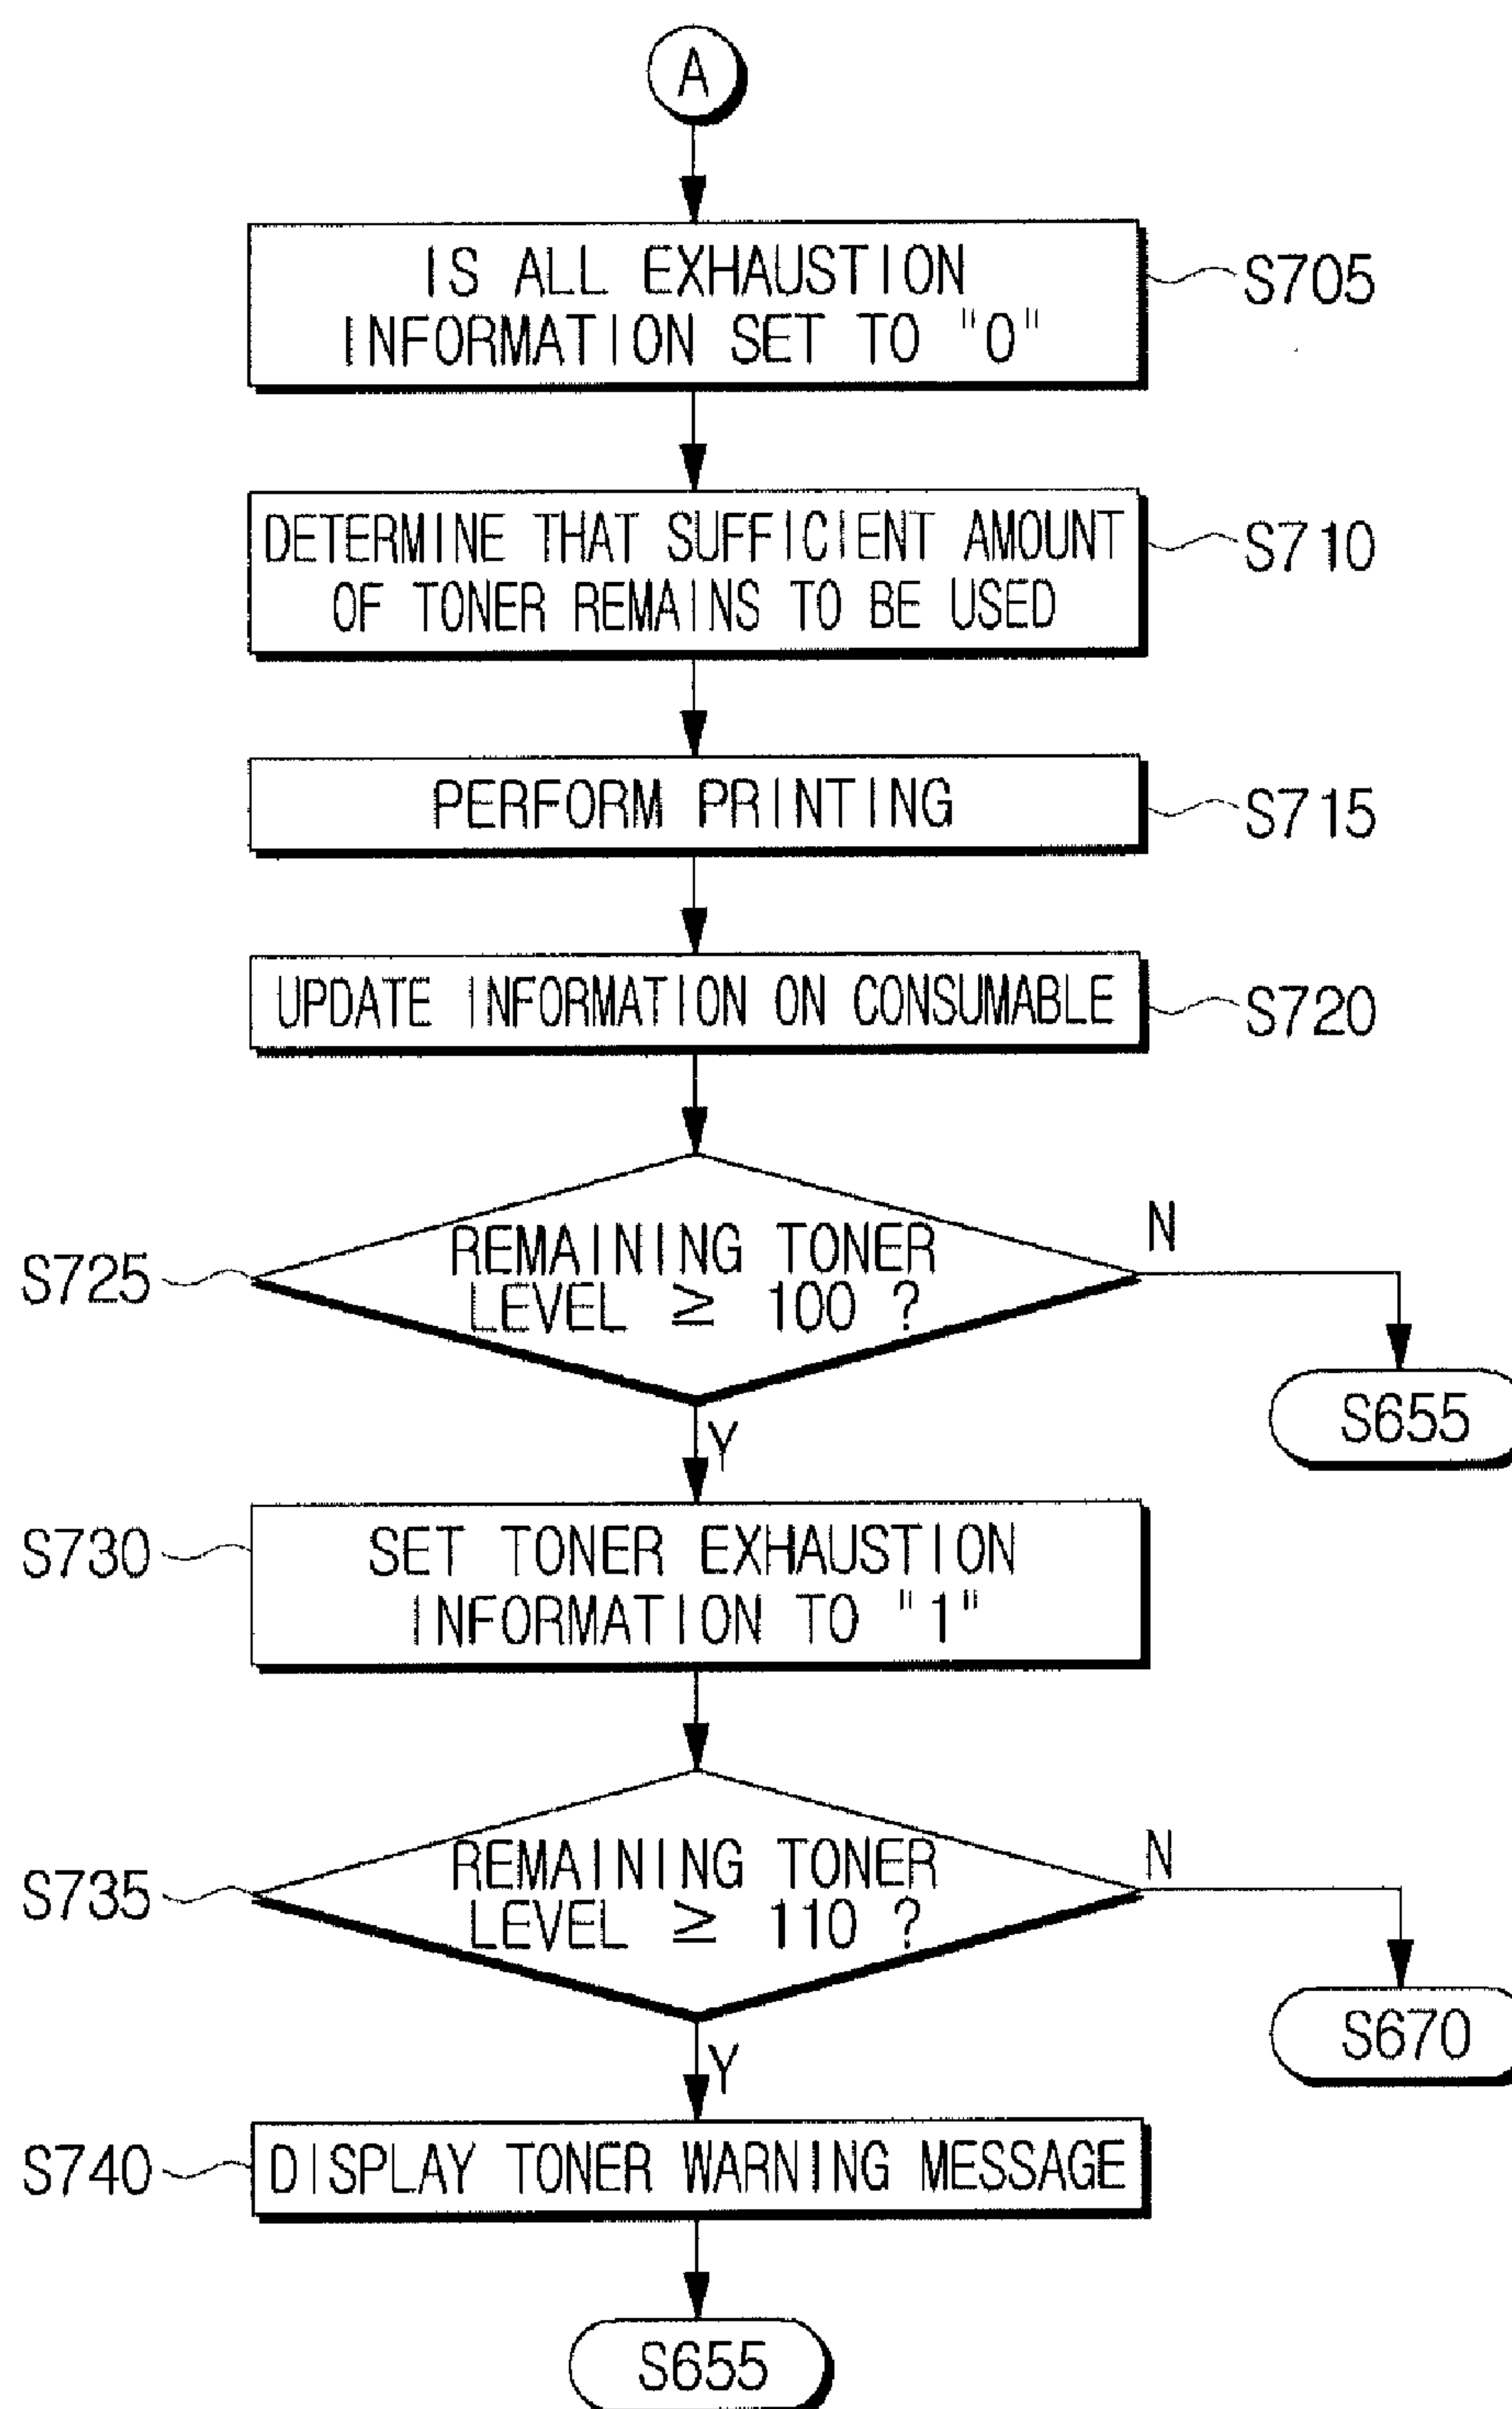 A
IS ALL EXHAUSTION
INFORMATION SET TO "0"
S705
DETERMINE THAT SUFFICIENT AMOUNT
OF TONER REMAINS TO BE USED
S710
PERFORM PRINTING
S715
UPDATE INFORMATION ON CONSUMABLE
S720
S725
REMAINING TONER
LEVEL ≥ 100 ?
N
S655
Y
S730
SET TONER EXHAUSTION
INFORMATION TO "1"
S735
REMAINING TONER
LEVEL ≥ 110 ?
N
S670
Y
S740
DISPLAY TONER WARNING MESSAGE
S655